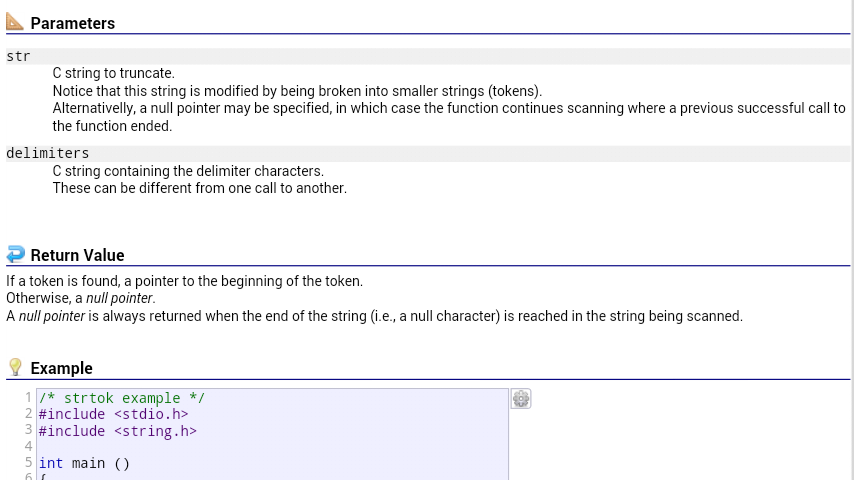 Parameters
str
C string to truncate.
Notice that this string is modified by being broken into smaller strings (tokens).
Alternativelly, a null pointer may be specified, in which case the function continues scanning where a previous successful call to
the function ended.
delimiters
C string containing the delimiter characters.
These can be different from one call to another.
Return Value
If a token is found, a pointer to the beginning of the token.
Otherwise, a null pointer.
A null pointer is always returned when the end of the string (i.e., a null character) is reached in the string being scanned.
Example
1 /* strtok example */
2 #include <stdio.h>
3 #include <string.h>
4
5 int main ()
6 {